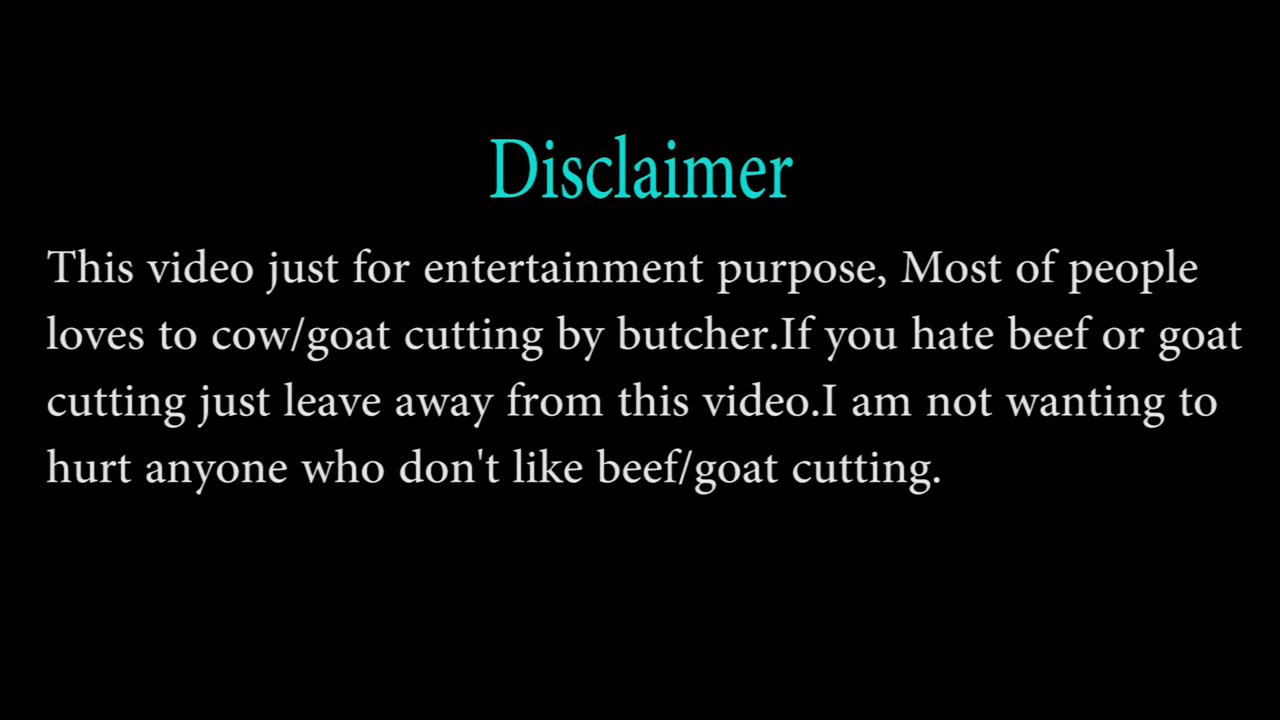 Disclaimer
This video just for entertainment purpose, Most of people
loves to cow/goat cutting by butcher.If you hate beef or goat
cutting just leave away from this video.I am not wanting to
hurt anyone who don't like beef/goat cutting.